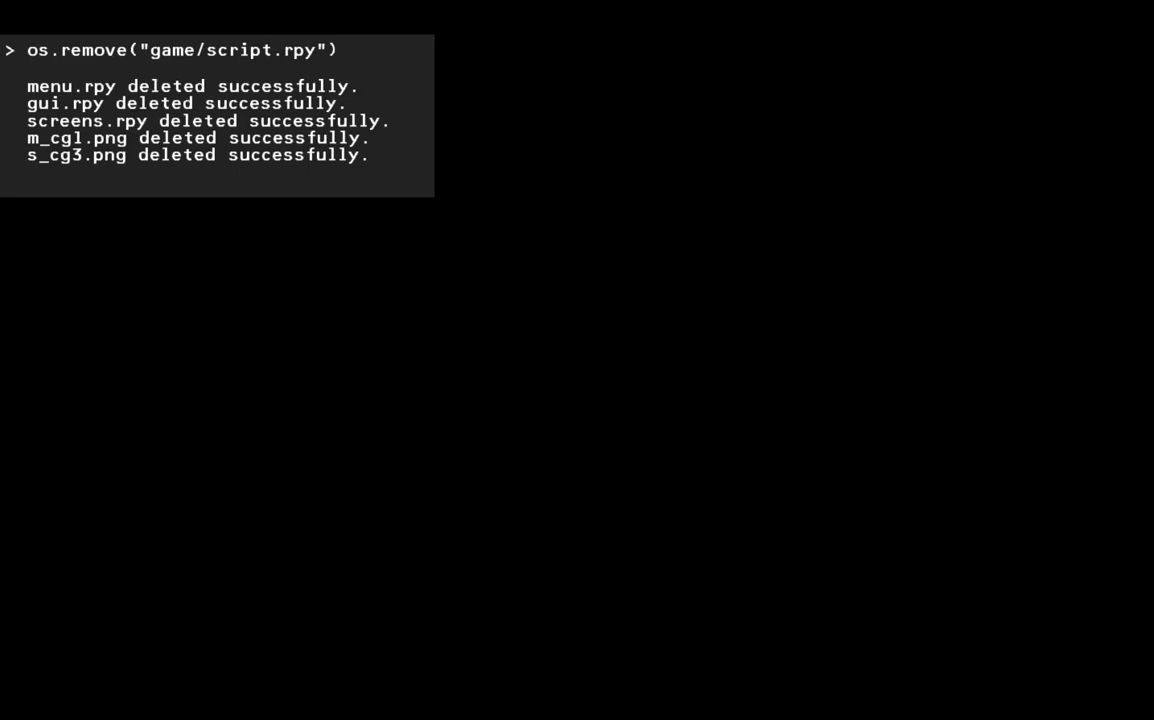 > os.remove("game/script.rpy")
menu.rpy deleted successfully.
gui.rpy deleted successfully.
screens.rpy deleted successfully.
m_cg1.png deleted successfully.
s_cg3.png deleted successfully.